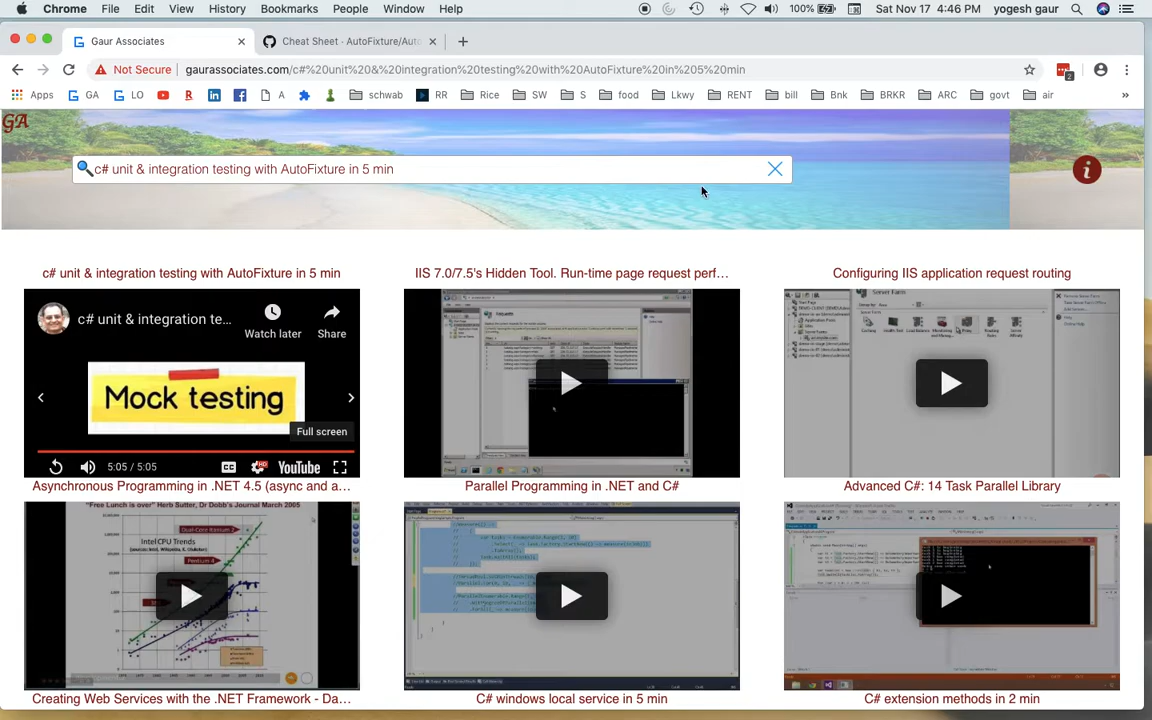 Chrome File Edit View History Bookmarks People Window Help 100% Sat Nov 17 4:46 PM yogesh gaur
Gaur Associates Cheat Sheet · AutoFixture/Auto
Not Secure gaurassociates.com/c#%20unit%20&%20integration%20testing%20with%20AutoFixture%20in%205%20min 2
Apps GA LO RR A schwab Rice SW S food Lkwy RENT bill Bnk BRKR ARC govt air »
GA
c# unit & integration testing with AutoFixture in 5 min
c# unit & integration testing with AutoFixture in 5 min IIS 7.0/7.5's Hidden Tool. Run-time page request perf... Configuring IIS application request routing
c# unit & integration te...
Watch later Share
Mock testing
Full screen
5:05 / 5:05 CC HD YouTube
Asynchronous Programming in .NET 4.5 (async and a... Parallel Programming in .NET and C# Advanced C#: 14 Task Parallel Library
"Free Lunch is over" Herb Sutter, Dr Dobb's Journal March 2005
Intel CPU Trends
Creating Web Services with the .NET Framework - Da... C# windows local service in 5 min C# extension methods in 2 min